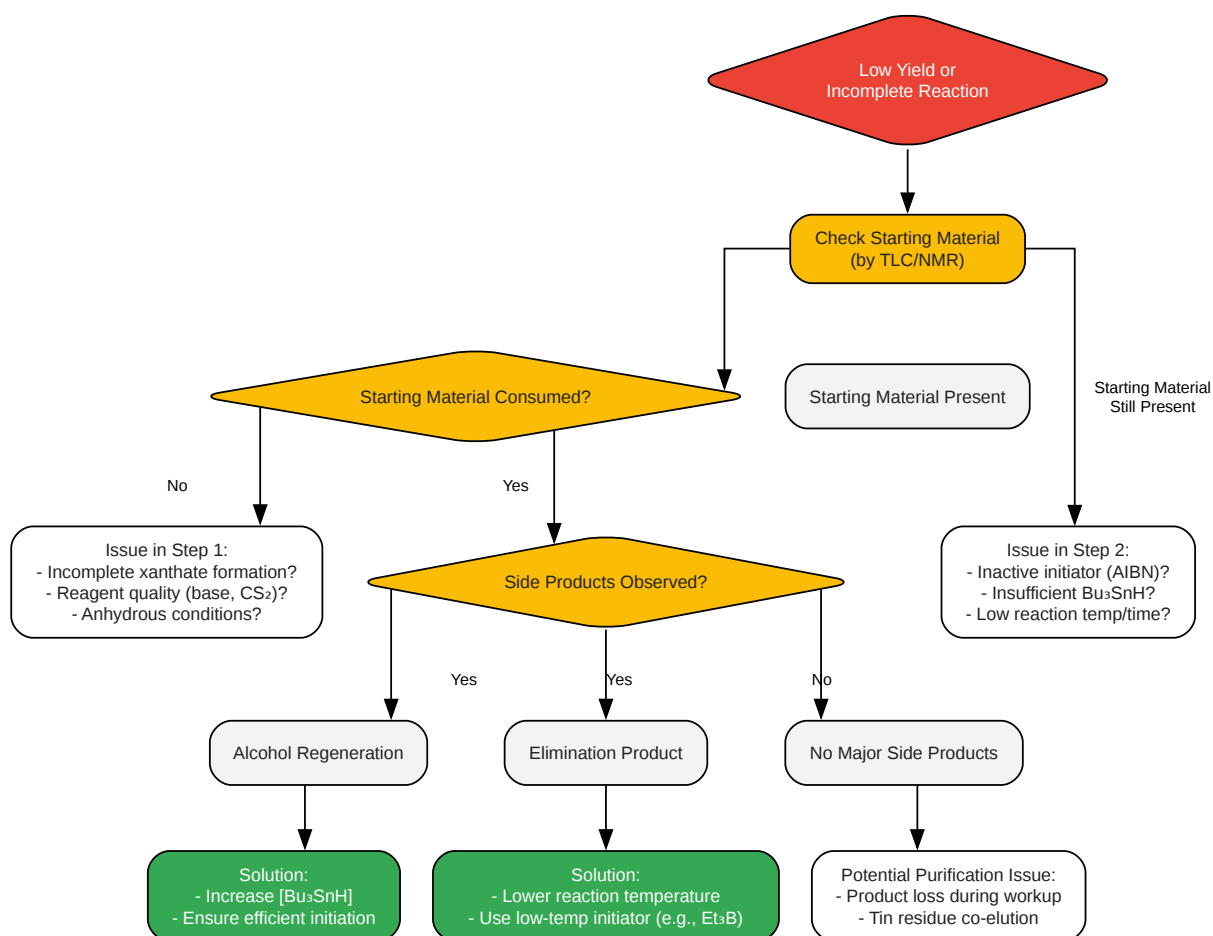 Low Yield or
Incomplete Reaction
Check Starting Material
(by TLC/NMR)
Starting Material Consumed?
Starting Material Present
Starting Material
Still Present
No
Yes
Issue in Step 1:
- Incomplete xanthate formation?
- Reagent quality (base, CS₂)?
- Anhydrous conditions?
Side Products Observed?
Issue in Step 2:
- Inactive initiator (AIBN)?
- Insufficient Bu₃SnH?
- Low reaction temp/time?
Yes
Yes
No
Alcohol Regeneration
Elimination Product
No Major Side Products
Solution:
- Increase [Bu₃SnH]
- Ensure efficient initiation
Solution:
- Lower reaction temperature
- Use low-temp initiator (e.g., Et₃B)
Potential Purification Issue:
- Product loss during workup
- Tin residue co-elution